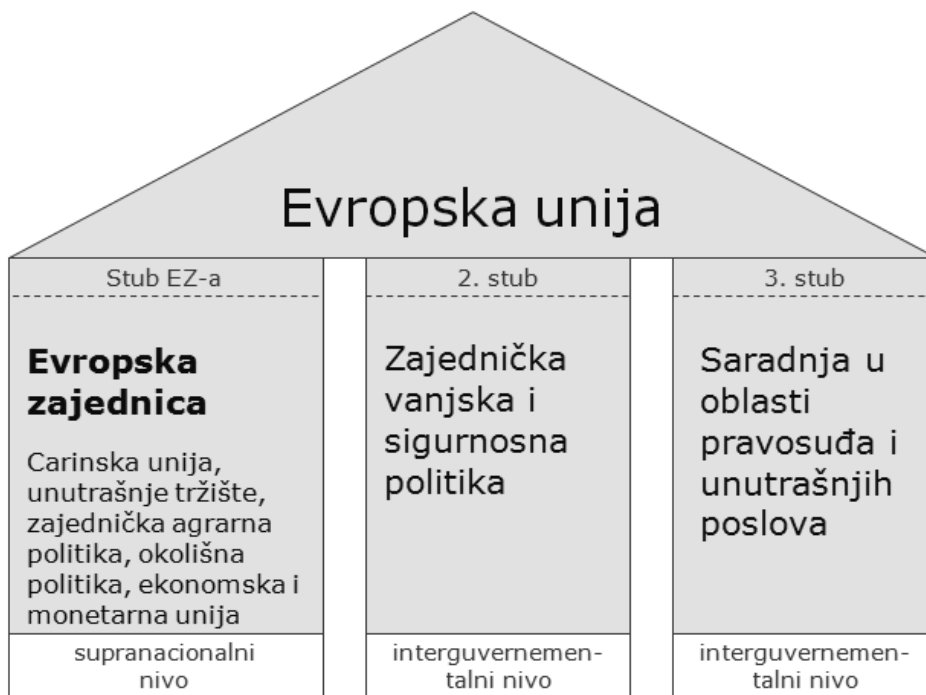 Evropska unija
Stub EZ-a
Evropska
zajednica
Carinska unija,
unutrašnje tržište,
zajednička agrarna
politika, okolišna
politika, ekonomska i
monetarna unija
supranacionalni
nivo
2. stub
Zajednička
vanjska i
sigurnosna
politika
interguvernemen-
talni nivo
3. stub
Saradnja u
oblasti
pravosuđa i
unutrašnjih
poslova
interguvernemen-
talni nivo